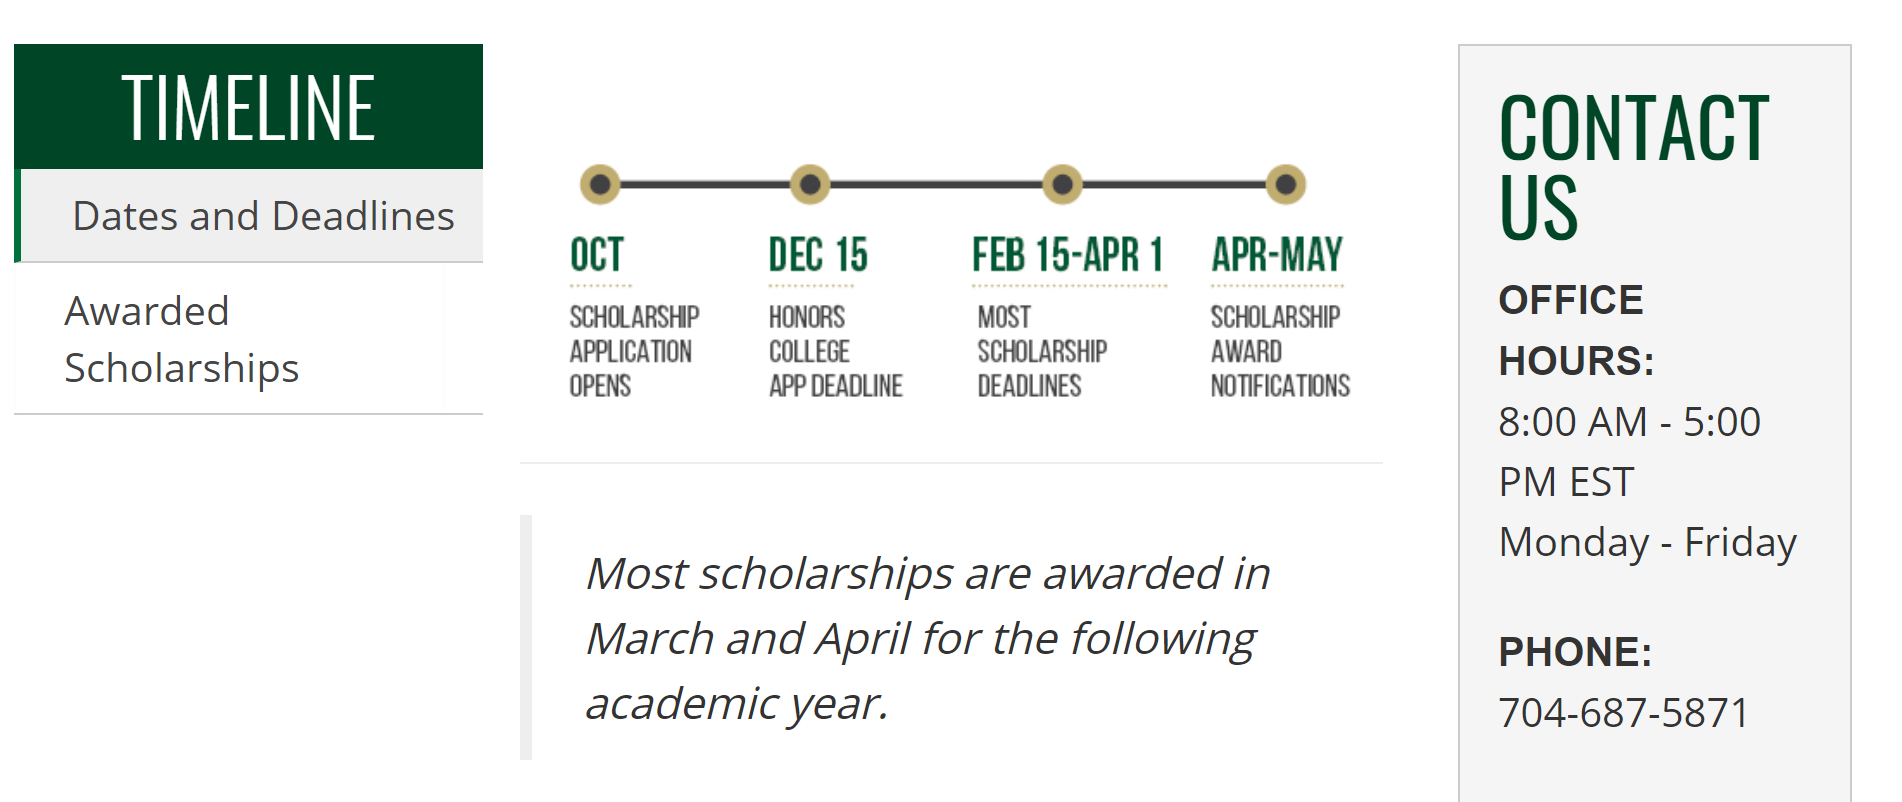 TIMELINE
Dates and Deadlines
Awarded
Scholarships
OCT
SCHOLARSHIP
APPLICATION
OPENS
DEC 15
HONORS
COLLEGE
APP DEADLINE
FEB 15-APR 1
MOST
SCHOLARSHIP
DEADLINES
APR-MAY
SCHOLARSHIP
AWARD
NOTIFICATIONS
Most scholarships are awarded in
March and April for the following
academic year.
CONTACT
US
OFFICE
HOURS:
8:00 AM - 5:00
PM EST
Monday - Friday
PHONE:
704-687-5871